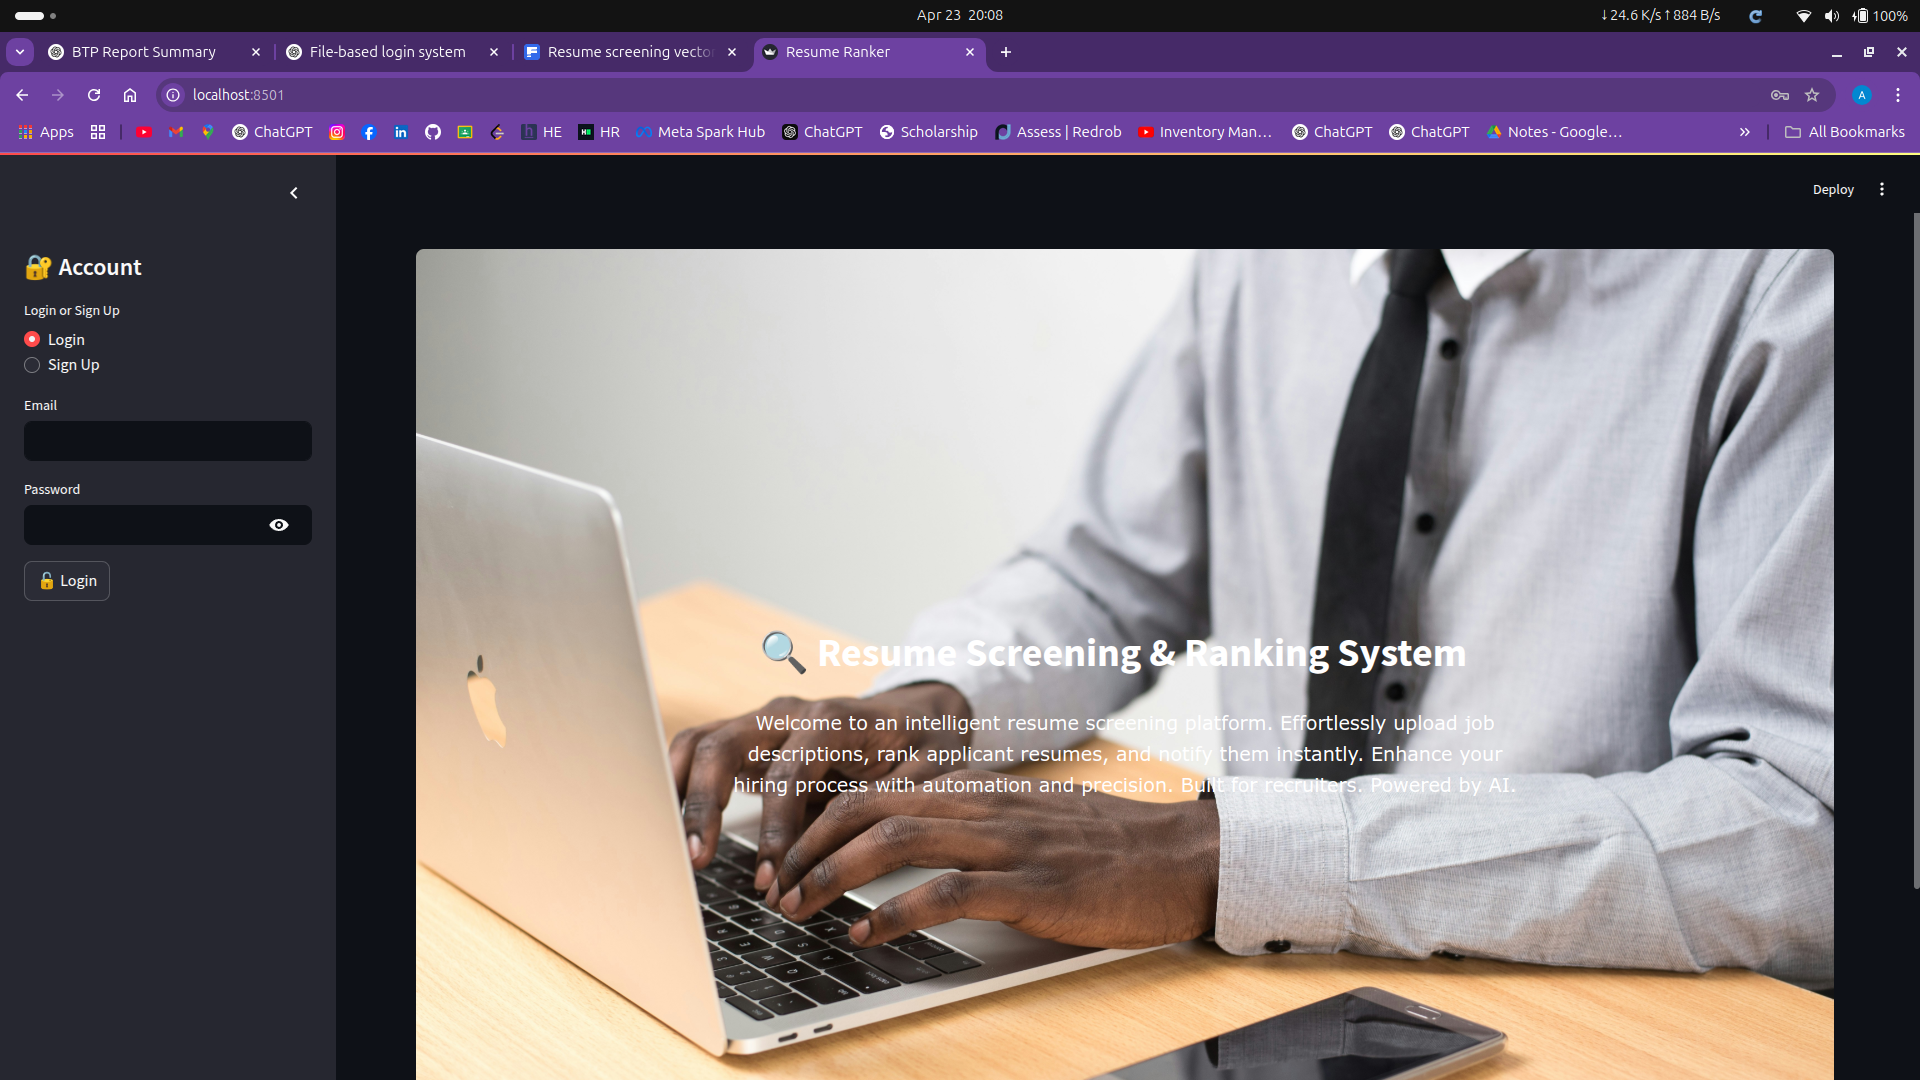 Apr 23 20:08
↓24.6 K/s↑884 B/s
100%
BTP Report Summary
File-based login system
Resume screening vecto
Resume Ranker
localhost:8501
A
Apps
ChatGPT
HE
HR
Meta Spark Hub
ChatGPT
Scholarship
Assess | Redrob
Inventory Man...
ChatGPT
ChatGPT
Notes - Google...
All Bookmarks
Deploy
Account
Login or Sign Up
Login
Sign Up
Email
Password
Login
Resume Screening & Ranking System
Welcome to an intelligent resume screening platform. Effortlessly upload job
descriptions, rank applicant resumes, and notify them instantly. Enhance your
hiring process with automation and precision. Built for recruiters. Powered by AI.